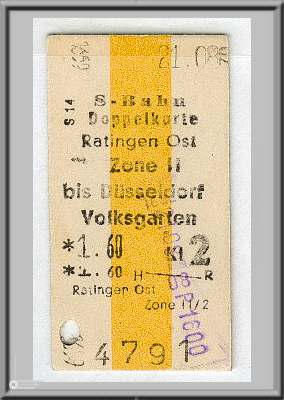 21.0
S 14
S-Bahn
Doppelkarte
Ratingen Ost
Zone II
bis Düsseldorf
Volksgarten
*1.60 Kl 2
*1.60 H R
Ratingen Ost
Zone II/2
4791